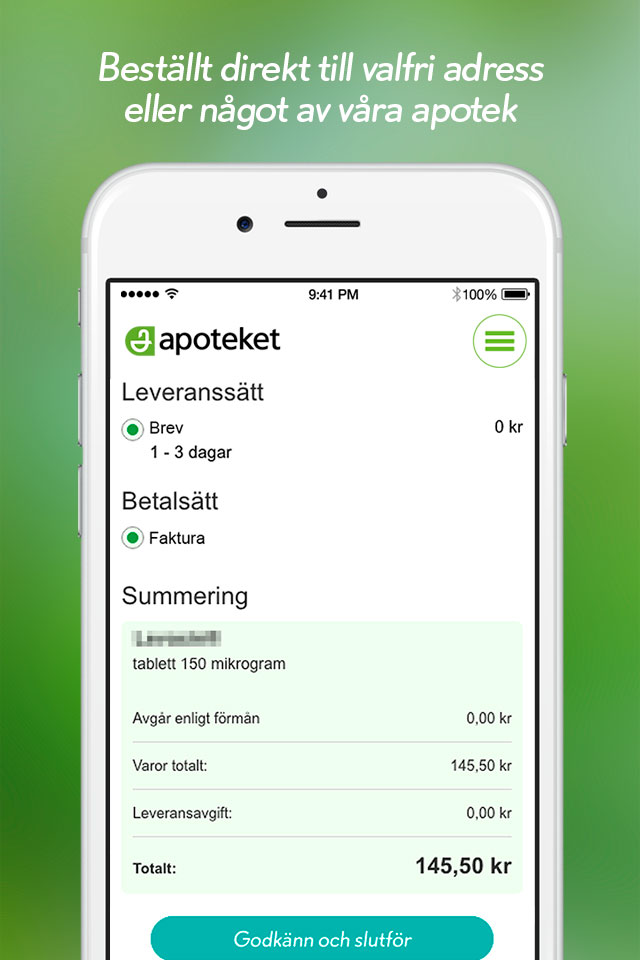 Beställt direkt till valfri adress
eller något av våra apotek
9:41 PM
100%
apoteket
Leveranssätt
Brev
0 kr
1 - 3 dagar
Betalsätt
Faktura
Summering
tablett 150 mikrogram
Avgår enligt förmån
0,00 kr
Varor totalt:
145,50 kr
Leveransavgift:
0,00 kr
Totalt:
145,50 kr
Godkänn och slutför